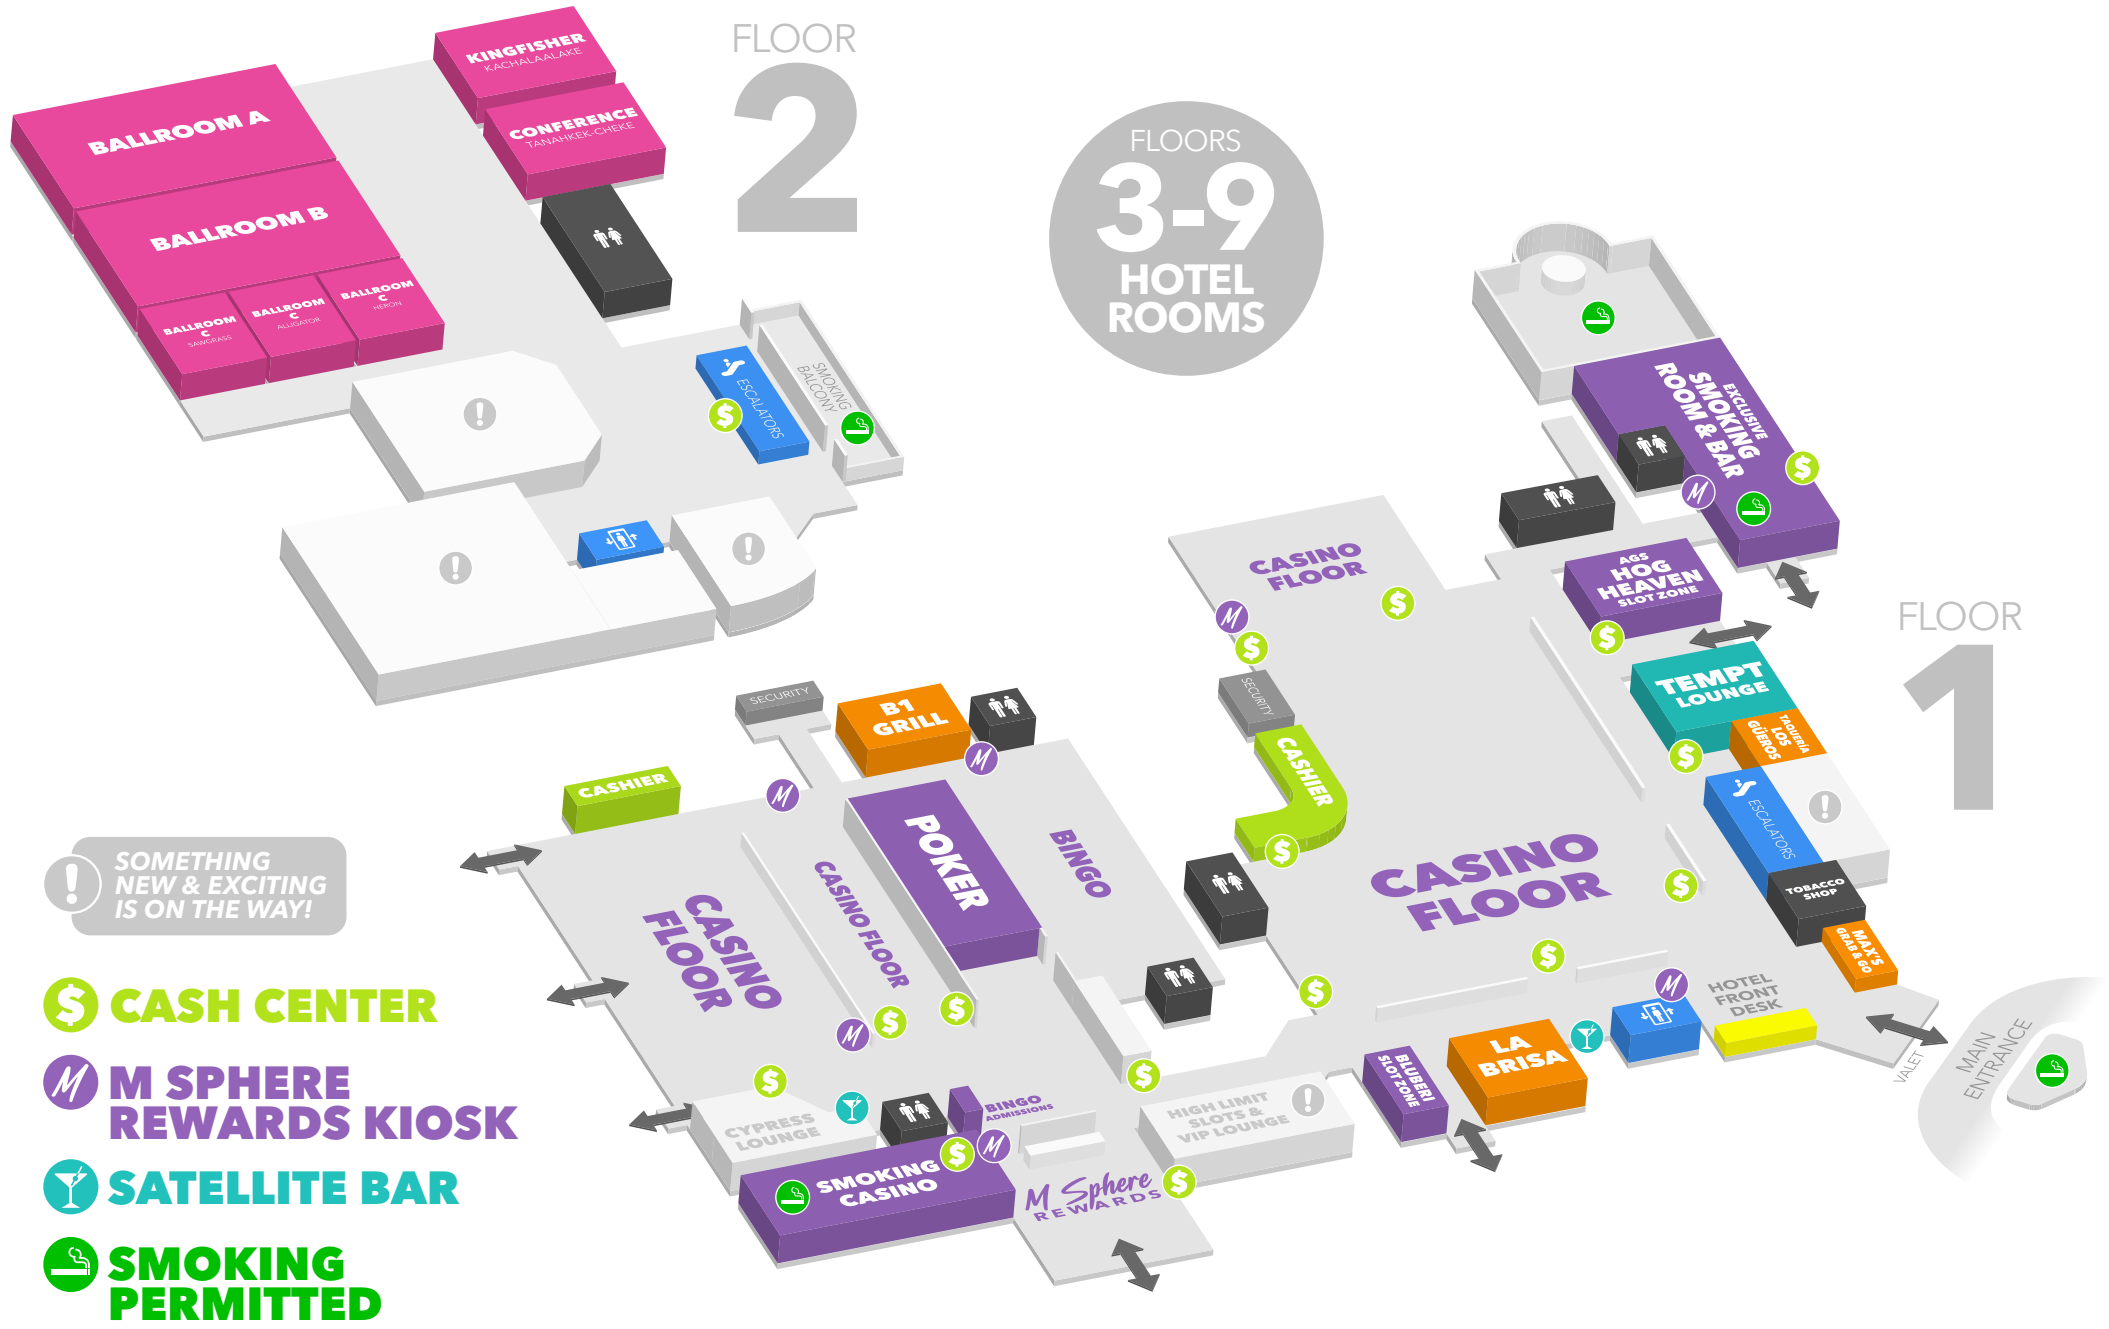 FLOOR
2
KINGFISHER
KACHALAALAKE
CONFERENCE
TANAHKEK-CHEKE
BALLROOM A
BALLROOM B
BALLROOM
C
SAWGRASS
BALLROOM
C
ALLIGATOR
BALLROOM
C
HERON
ESCALATORS
SMOKING
BALCONY
FLOORS
3-9
HOTEL
ROOMS
FLOOR
1
EXCLUSIVE
SMOKING
ROOM & BAR
AGS
HOG
HEAVEN
SLOT ZONE
TEMPT
LOUNGE
TAQUERÍA
LOS
GÜEROS
ESCALATORS
TOBACCO
SHOP
MAX'S
GRAB & GO
HOTEL
FRONT
DESK
VALET
MAIN
ENTRANCE
CASINO
FLOOR
SECURITY
CASHIER
CASINO
FLOOR
LA
BRISA
BLUBERI
SLOT ZONE
HIGH LIMIT
SLOTS &
VIP LOUNGE
SECURITY
B1
GRILL
CASHIER
POKER
BINGO
CASINO FLOOR
CASINO
FLOOR
CYPRESS
LOUNGE
BINGO
ADMISSIONS
SMOKING
CASINO
M Sphere
REWARDS
SOMETHING
NEW & EXCITING
IS ON THE WAY!
$ CASH CENTER
M SPHERE
REWARDS KIOSK
SATELLITE BAR
SMOKING
PERMITTED